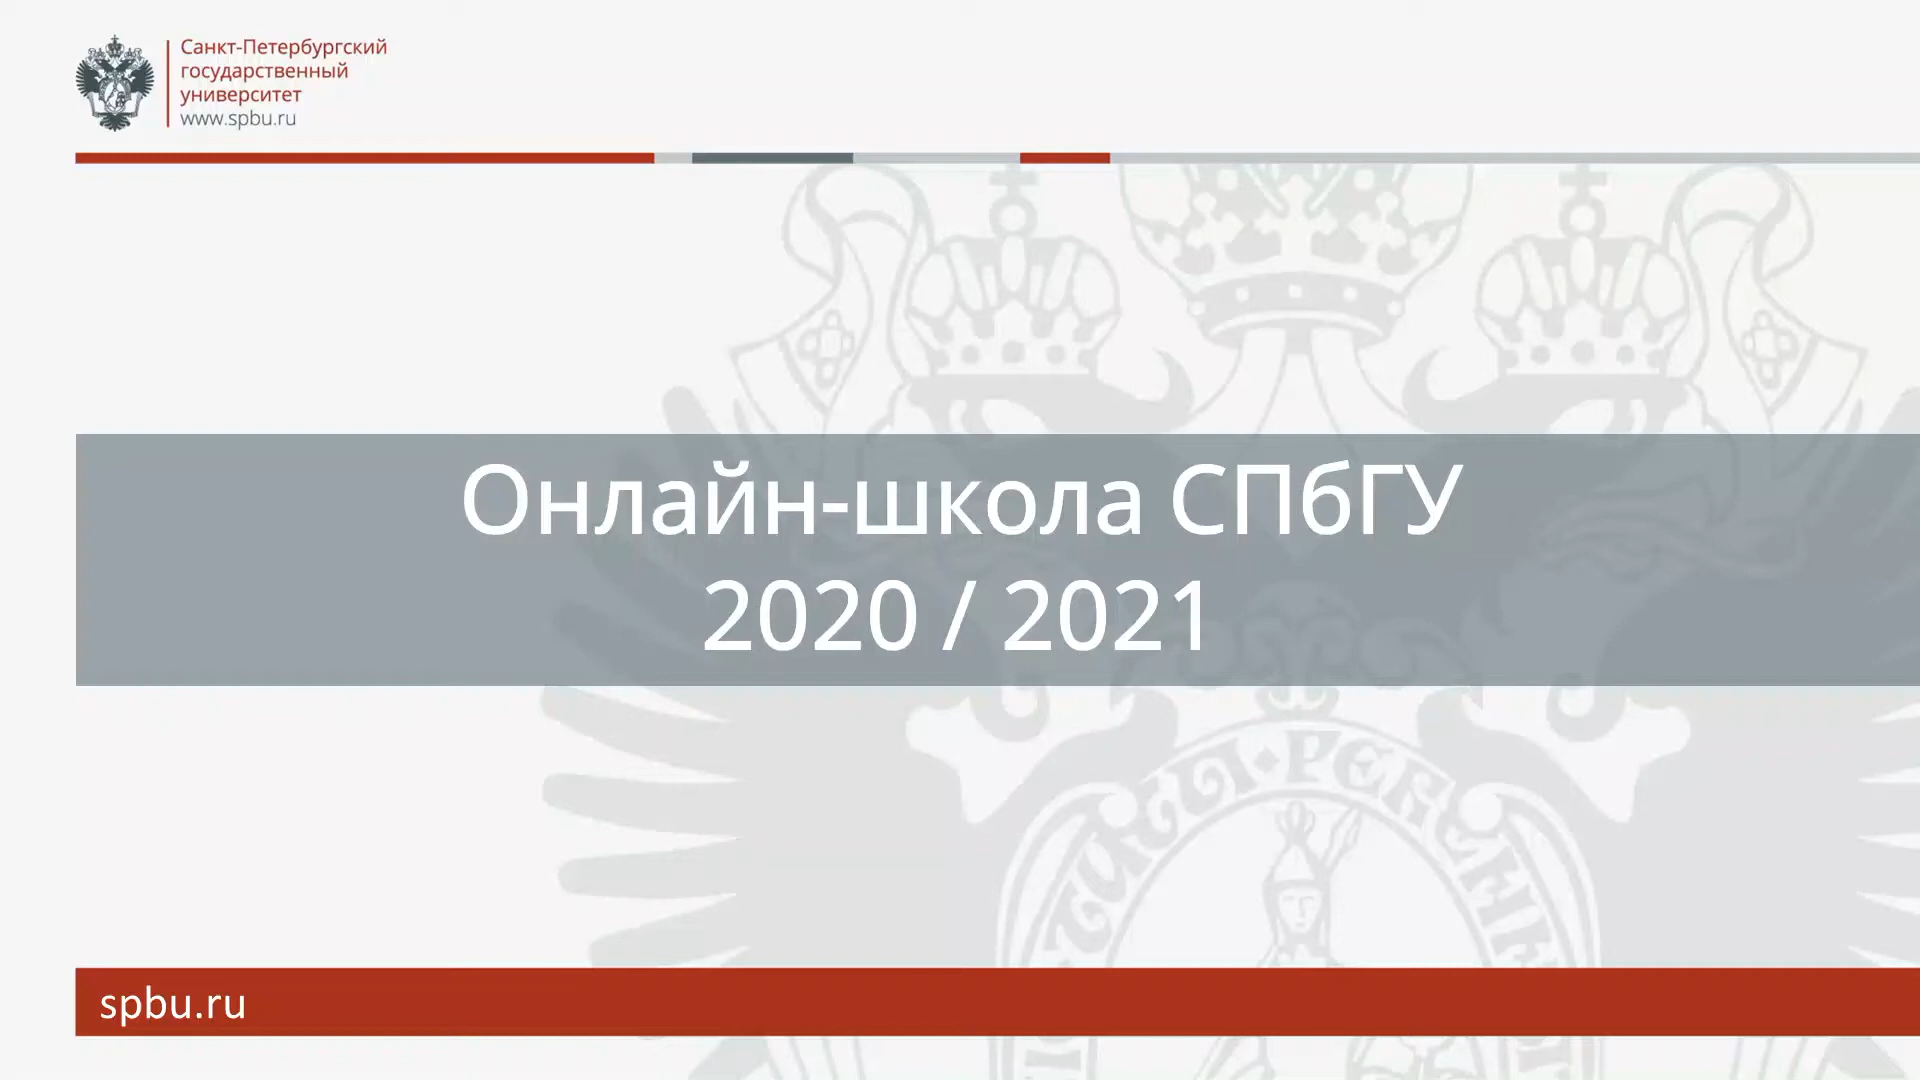 Санкт-Петербургский
государственный
университет
www.spbu.ru
Онлайн-школа СПбГУ
2020 / 2021
spbu.ru